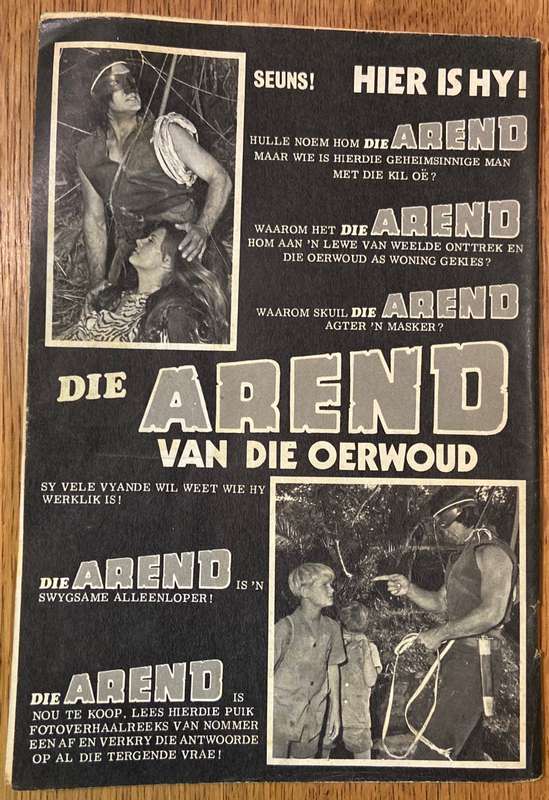 SEUNS! HIER IS HY!
HULLE NOEM HOM DIE AREND
MAAR WIE IS HIERDIE GEHEIMSINNIGE MAN
MET DIE KIL OË?
WAAROM HET DIE AREND
HOM AAN 'N LEWE VAN WEELDE ONTTREK EN
DIE OERWOUD AS WONING GEKIES?
WAAROM SKUIL DIE AREND
AGTER 'N MASKER?
DIE AREND
VAN DIE OERWOUD
SY VELE VYANDE WIL WEET WIE HY
WERKLIK IS!
DIE AREND IS 'N
SWYGSAME ALLEENLOPER!
DIE AREND IS
NOU TE KOOP. LEES HIERDIE PUIK
FOTOVERHAALREEKS VAN NOMMER
EEN AF EN VERKRY DIE ANTWOORDE
OP AL DIE TERGENDE VRAE!